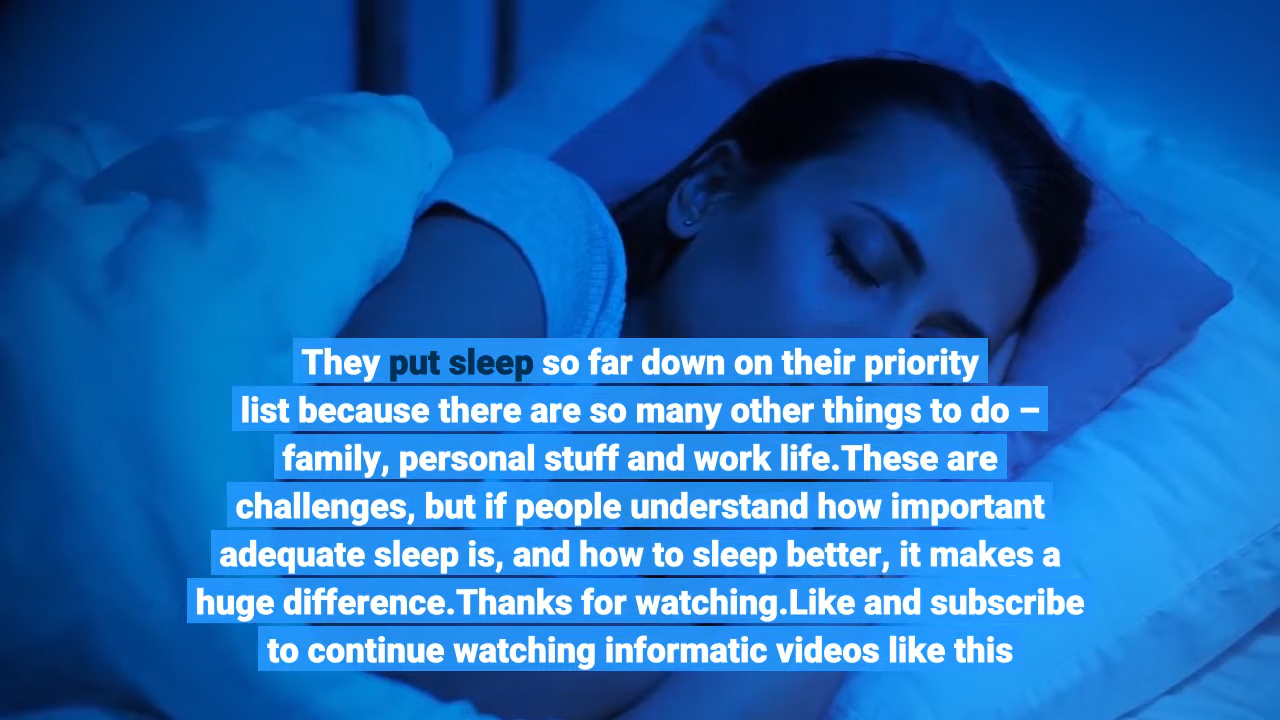 They put sleep so far down on their priority
list because there are so many other things to do –
family, personal stuff and work life.These are
challenges, but if people understand how important
adequate sleep is, and how to sleep better, it makes a
huge difference.Thanks for watching.Like and subscribe
to continue watching informatic videos like this